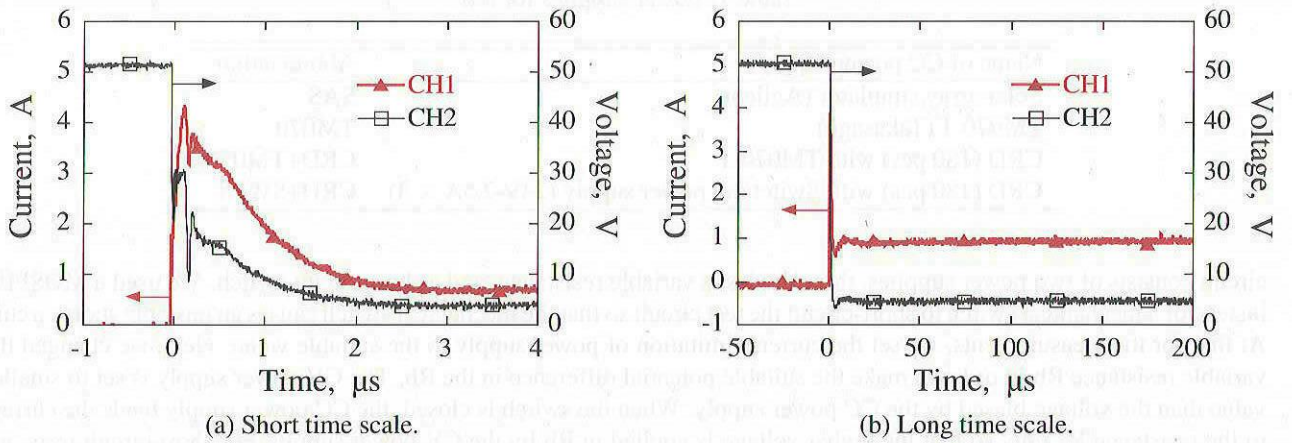 6
5
4
3
2
1
0
Current, A
CH1
CH2
60
50
40
30
20
10
0
Voltage, V
-1 0 1 2 3 4
Time, μs
(a) Short time scale.
6
5
4
3
2
1
0
-1
Current, A
CH1
CH2
60
50
40
30
20
10
0
Voltage, V
-50 0 50 100 150 200
Time, μs
(b) Long time scale.